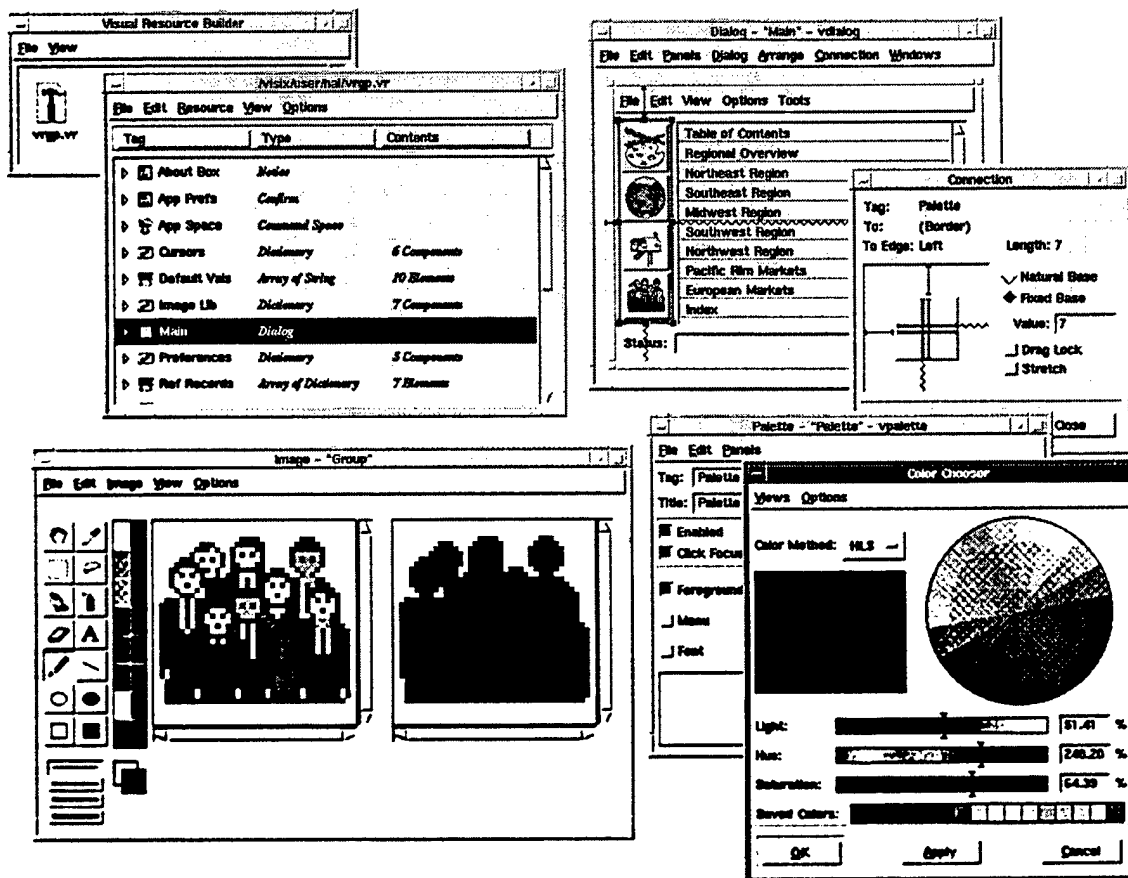 Visual Resource Builder
File View
vrgp.vr
/visix/user/hal/vrgp.vr
File Edit Resource View Options
Tag Type Contents
About Box Notice
App Prefs Confirm
App Space Command Space
Cursors Dictionary 6 Components
Default Vals Array of String 10 Elements
Image Lib Dictionary 7 Components
Main Dialog
Preferences Dictionary 5 Components
Ref Records Array of Dictionary 7 Elements
Dialog - "Main" - vdialog
File Edit Panels Dialog Arrange Connection Windows
File Edit View Options Tools
Table of Contents
Regional Overview
Northeast Region
Southeast Region
Midwest Region
Southwest Region
Northwest Region
Pacific Rim Markets
European Markets
Index
Status:
Connection
Tag: Palette
To: (Border)
To Edge: Left Length: 7
Natural Base
Fixed Base
Value: 7
Drag Lock
Stretch
Close
Image - "Group"
File Edit Image View Options
A
Palette - "Palette" - vpalette
File Edit Panels
Tag: Palette
Title: Palette
Enabled
Click Focus
Foreground
Menu
Font
Color Chooser
Views Options
Color Method: HLS
Light: 51.41 %
Hue: 240.20 %
Saturation: 64.39 %
Saved Colors:
OK Apply Cancel